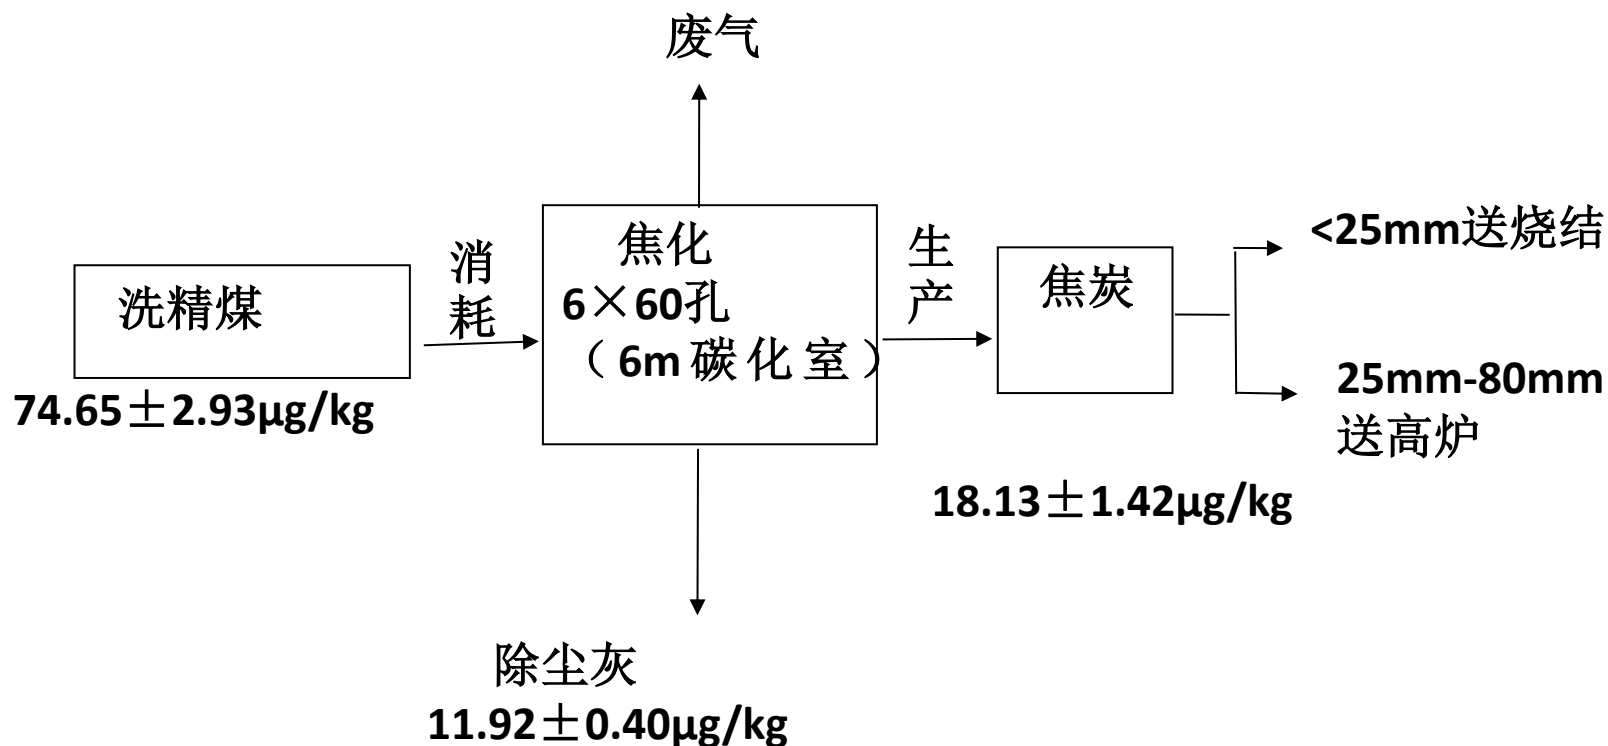 废气
洗精煤
74.65±2.93μg/kg
消
耗
焦化
6×60孔
（6m碳化室）
生
产
焦炭
<25mm送烧结
25mm-80mm
送高炉
18.13±1.42μg/kg
除尘灰
11.92±0.40μg/kg